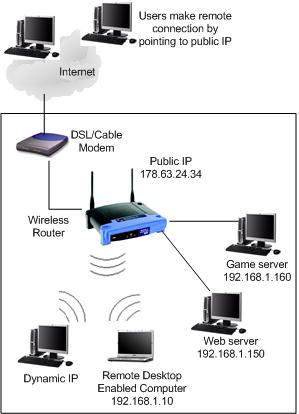 Users make remote
connection by
pointing to public IP
Internet
DSL/Cable
Modem
Public IP
178.63.24.34
Wireless
Router
Game server
192.168.1.160
Web server
192.168.1.150
Dynamic IP
Remote Desktop
Enabled Computer
192.168.1.10